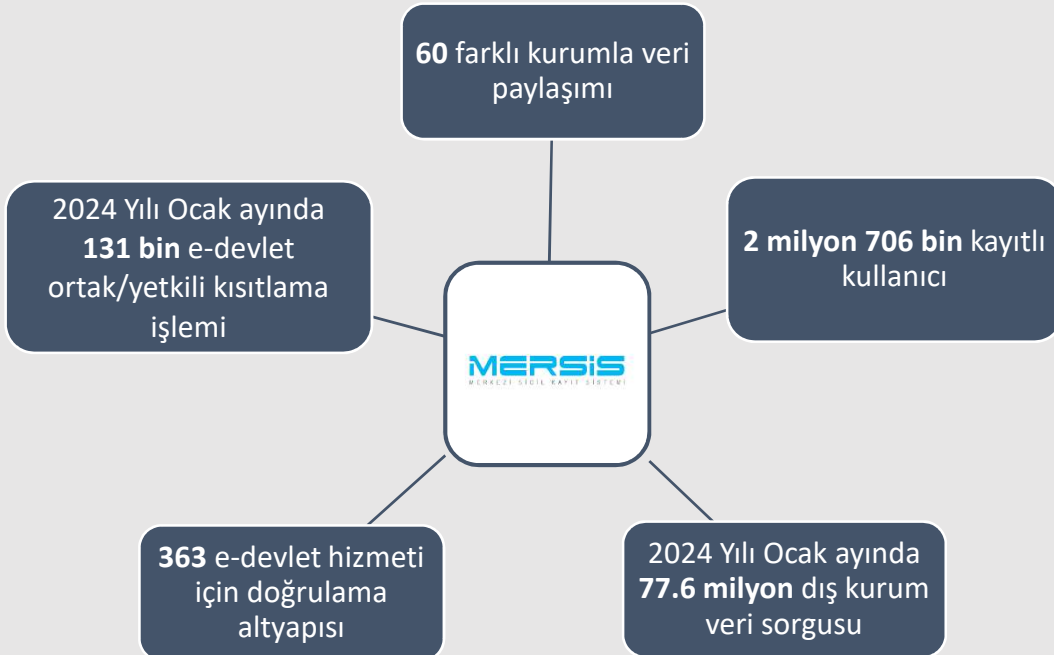 60 farklı kurumla veri
paylaşımı
2024 Yılı Ocak ayında
131 bin e-devlet
ortak/yetkili kısıtlama
işlemi
2 milyon 706 bin kayıtlı
kullanıcı
MERSiS
MERKEZİ SİCİL KAYIT SİSTEMİ
363 e-devlet hizmeti
için doğrulama
altyapısı
2024 Yılı Ocak ayında
77.6 milyon dış kurum
veri sorgusu